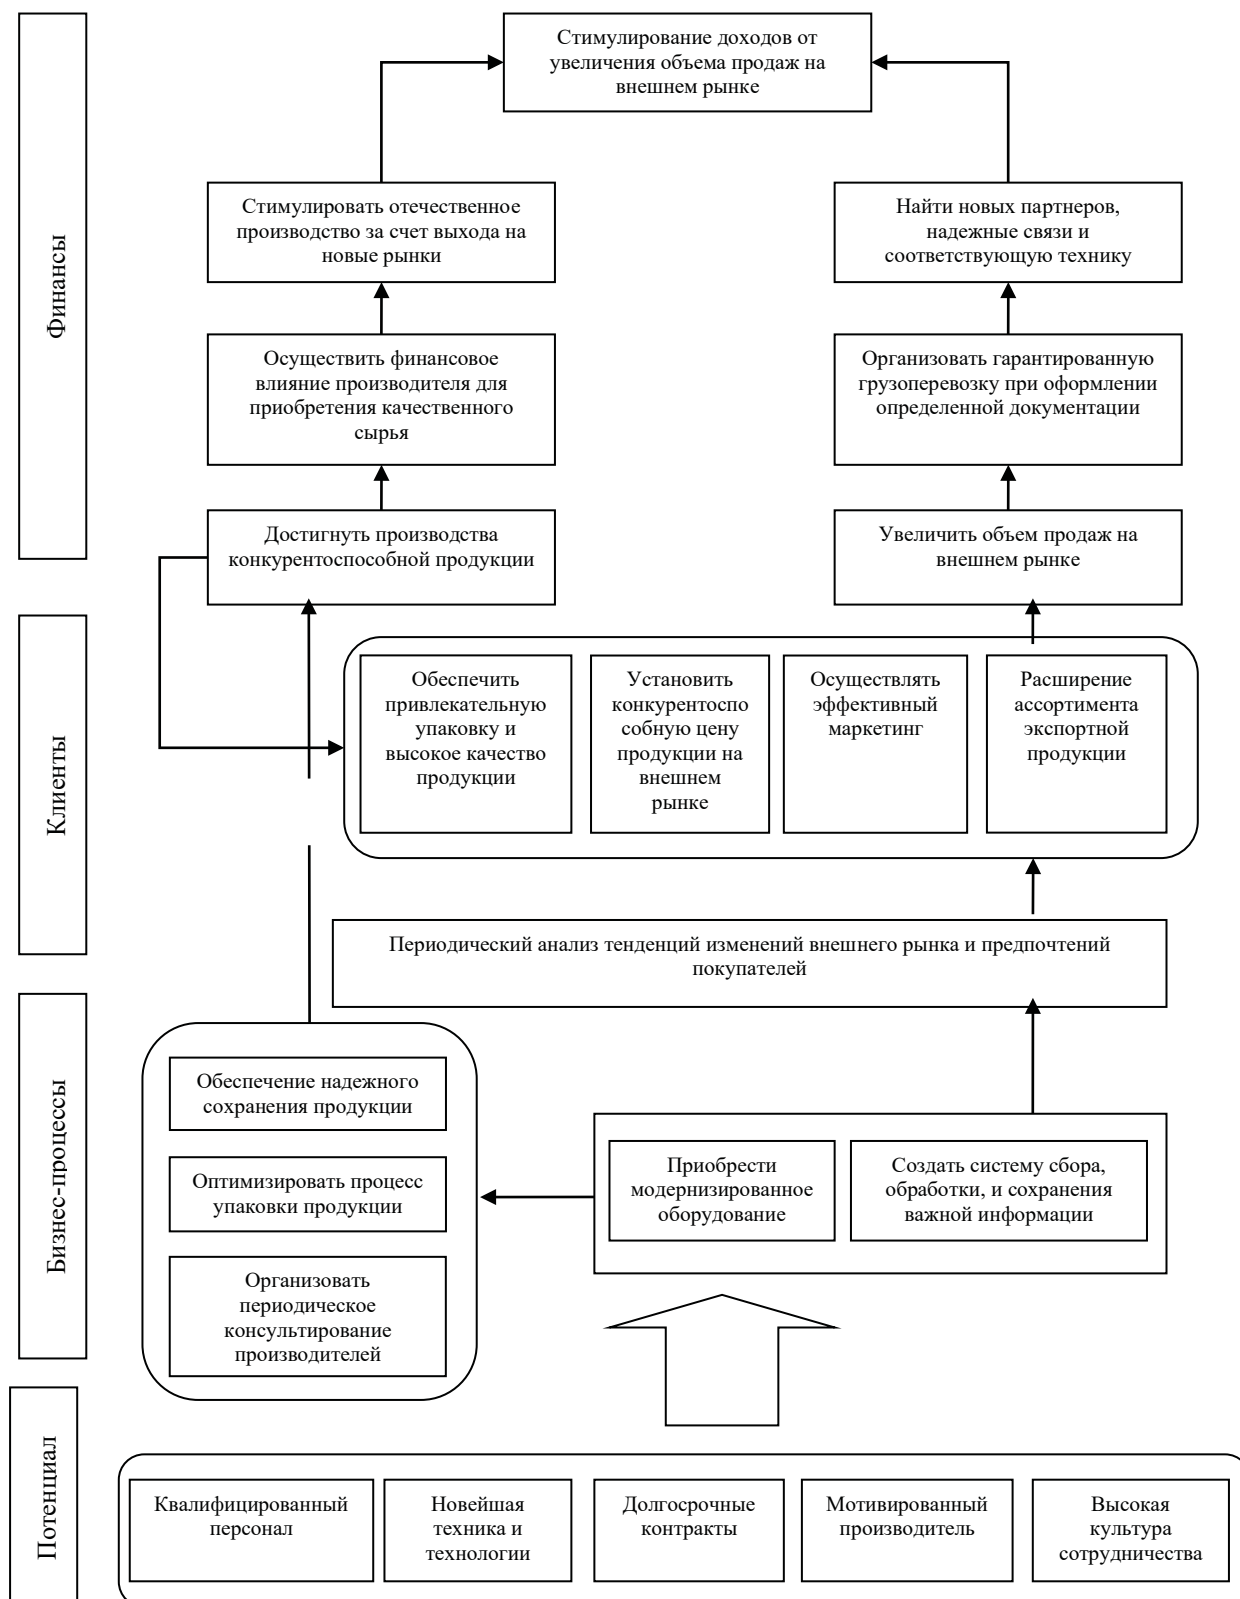 Финансы
Стимулирование доходов от
увеличения объема продаж на
внешнем рынке
Стимулировать отечественное
производство за счет выхода на
новые рынки
Найти новых партнеров,
надежные связи и
соответствующую технику
Осуществить финансовое
влияние производителя для
приобретения качественного
сырья
Организовать гарантированную
грузоперевозку при оформлении
определенной документации
Достигнуть производства
конкурентоспособной продукции
Увеличить объем продаж на
внешнем рынке
Клиенты
Обеспечить
привлекательную
упаковку и
высокое качество
продукции
Установить
конкурентоспо
собную цену
продукции на
внешнем
рынке
Осуществлять
эффективный
маркетинг
Расширение
ассортимента
экспортной
продукции
Периодический анализ тенденций изменений внешнего рынка и предпочтений
покупателей
Бизнес-процессы
Обеспечение надежного
сохранения продукции
Оптимизировать процесс
упаковки продукции
Организовать
периодическое
консультирование
производителей
Приобрести
модернизированное
оборудование
Создать систему сбора,
обработки, и сохранения
важной информации
Потенциал
Квалифицированный
персонал
Новейшая
техника и
технологии
Долгосрочные
контракты
Мотивированный
производитель
Высокая
культура
сотрудничества